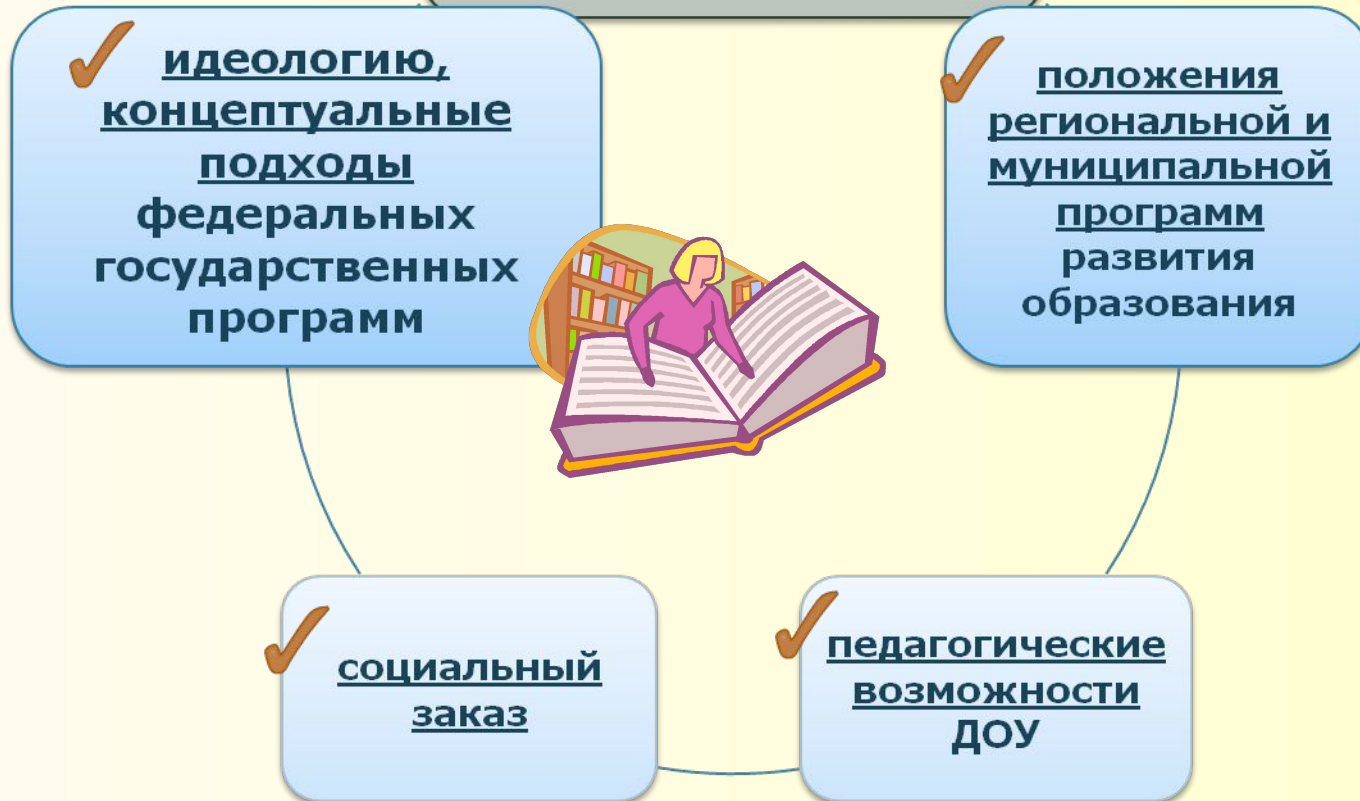 идеологию,
концептуальные
подходы
федеральных
государственных
программ
положения
региональной и
муниципальной
программ
развития
образования
социальный
заказ
педагогические
возможности
ДОУ